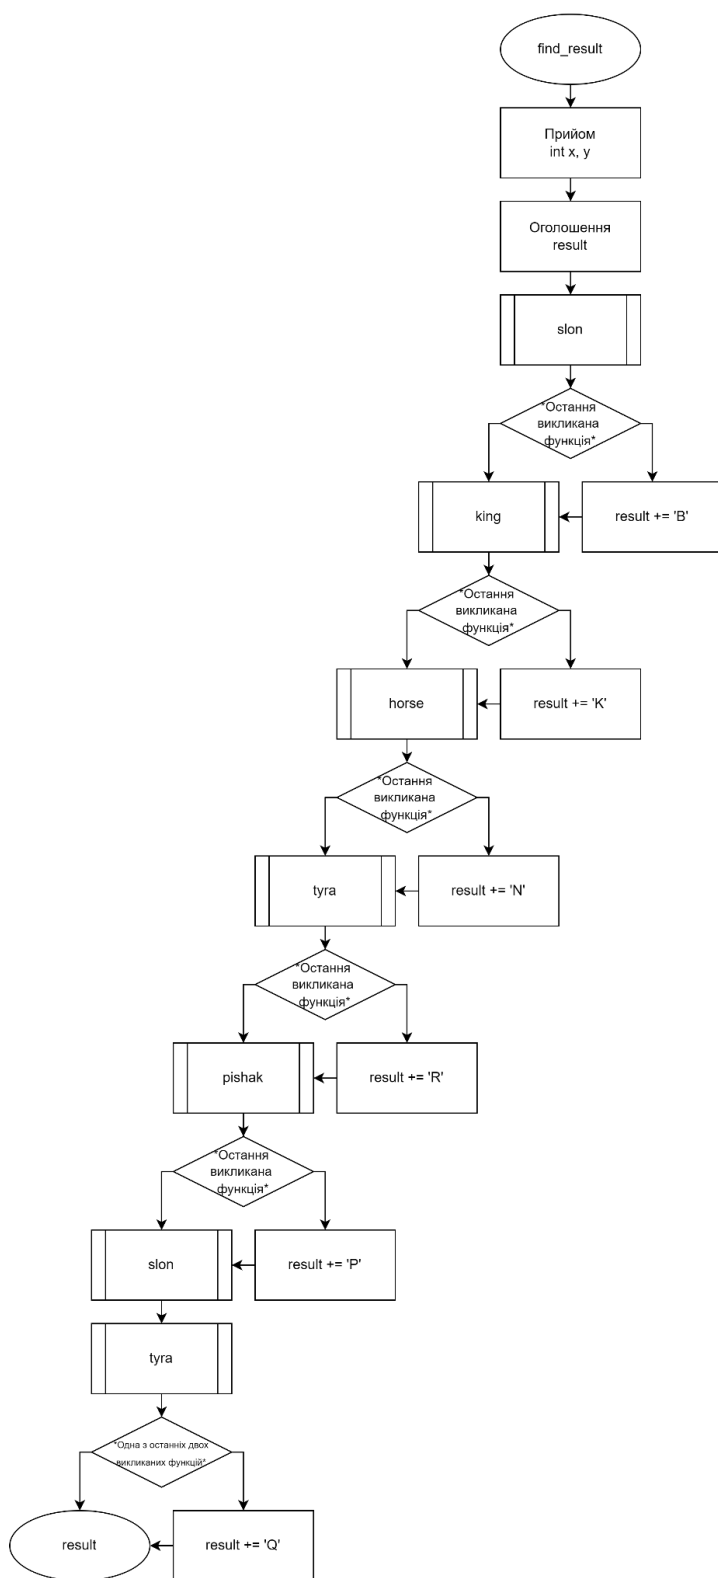 find_result
Прийом
int x, y
Оголошення
result
slon
*Остання
викликана
функція*
king
result += 'B'
*Остання
викликана
функція*
horse
result += 'K'
*Остання
викликана
функція*
tyra
result += 'N'
*Остання
викликана
функція*
pishak
result += 'R'
*Остання
викликана
функція*
slon
result += 'P'
tyra
*Одна з останніх двох
викликаних функцій*
result
result += 'Q'